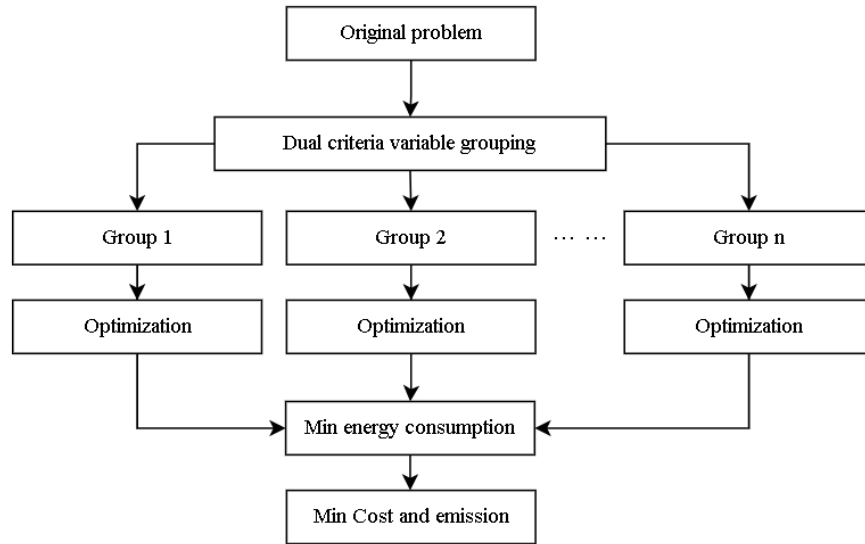 Original problem
Dual criteria variable grouping
Group 1
Group 2
... ...
Group n
Optimization
Optimization
Optimization
Min energy consumption
Min Cost and emission